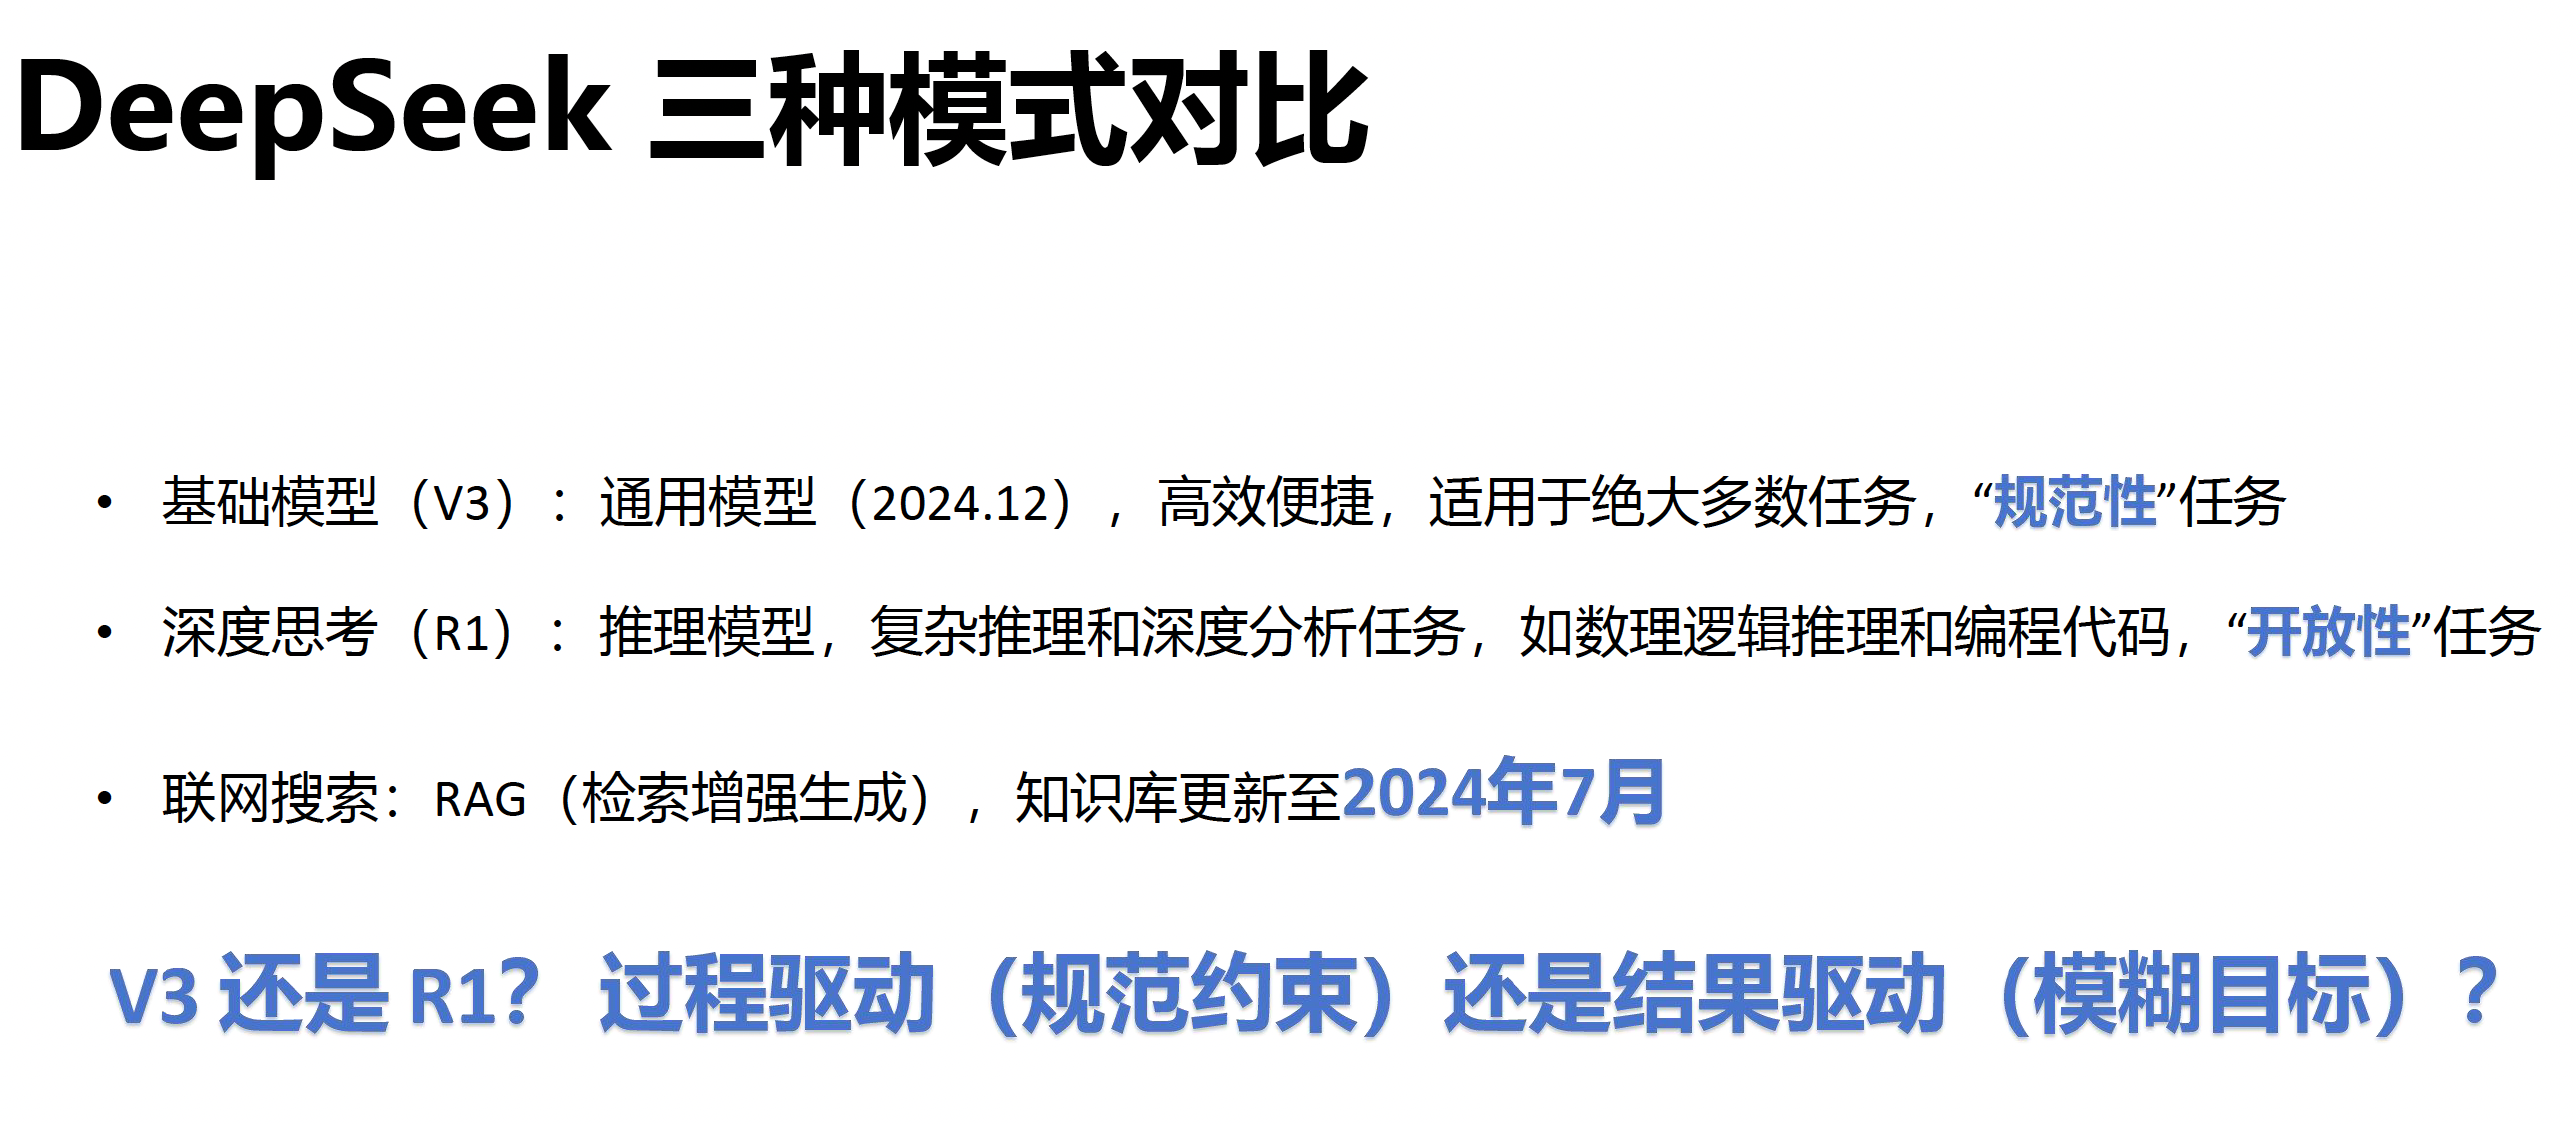 DeepSeek 三种模式对比
• 基础模型（V3）：通用模型（2024.12），高效便捷，适用于绝大多数任务，“规范性”任务
• 深度思考（R1）：推理模型，复杂推理和深度分析任务，如数理逻辑推理和编程代码，“开放性”任务
• 联网搜索：RAG（检索增强生成），知识库更新至2024年7月
V3 还是 R1？ 过程驱动（规范约束）还是结果驱动（模糊目标）？